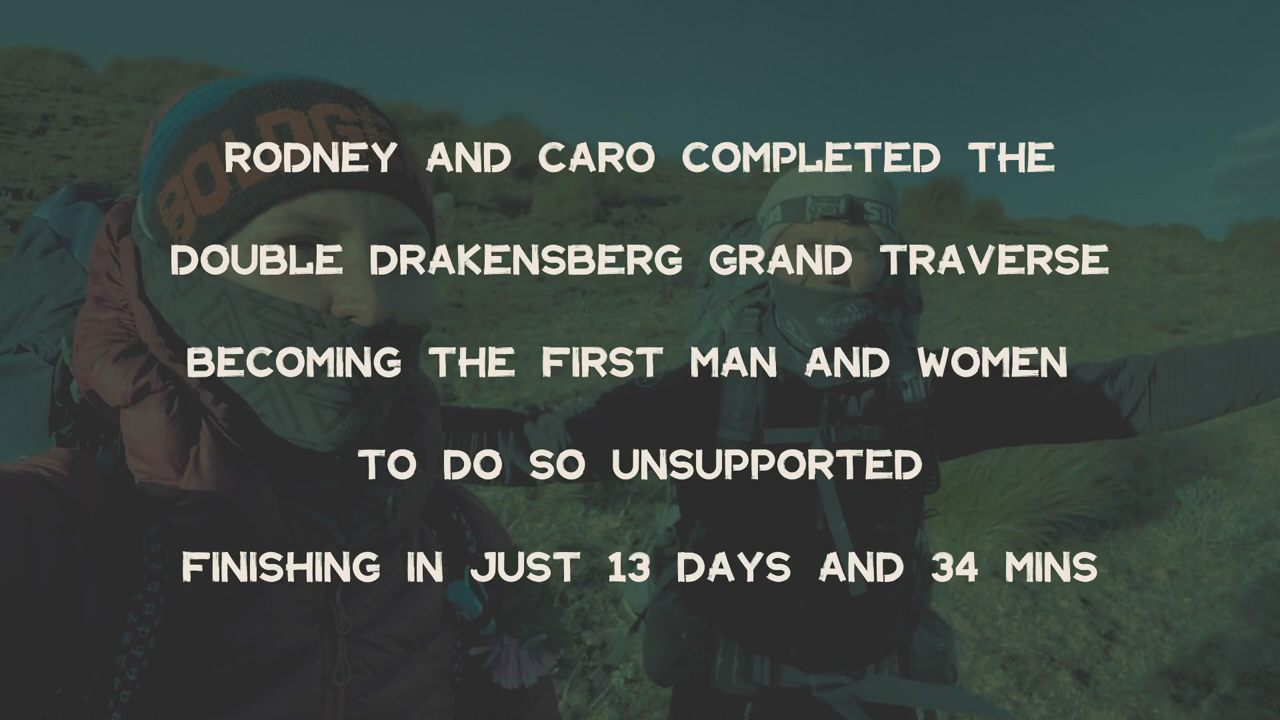 RODNEY AND CARO COMPLETED THE
DOUBLE DRAKENSBERG GRAND TRAVERSE
BECOMING THE FIRST MAN AND WOMEN
TO DO SO UNSUPPORTED
FINISHING IN JUST 13 DAYS AND 34 MINS